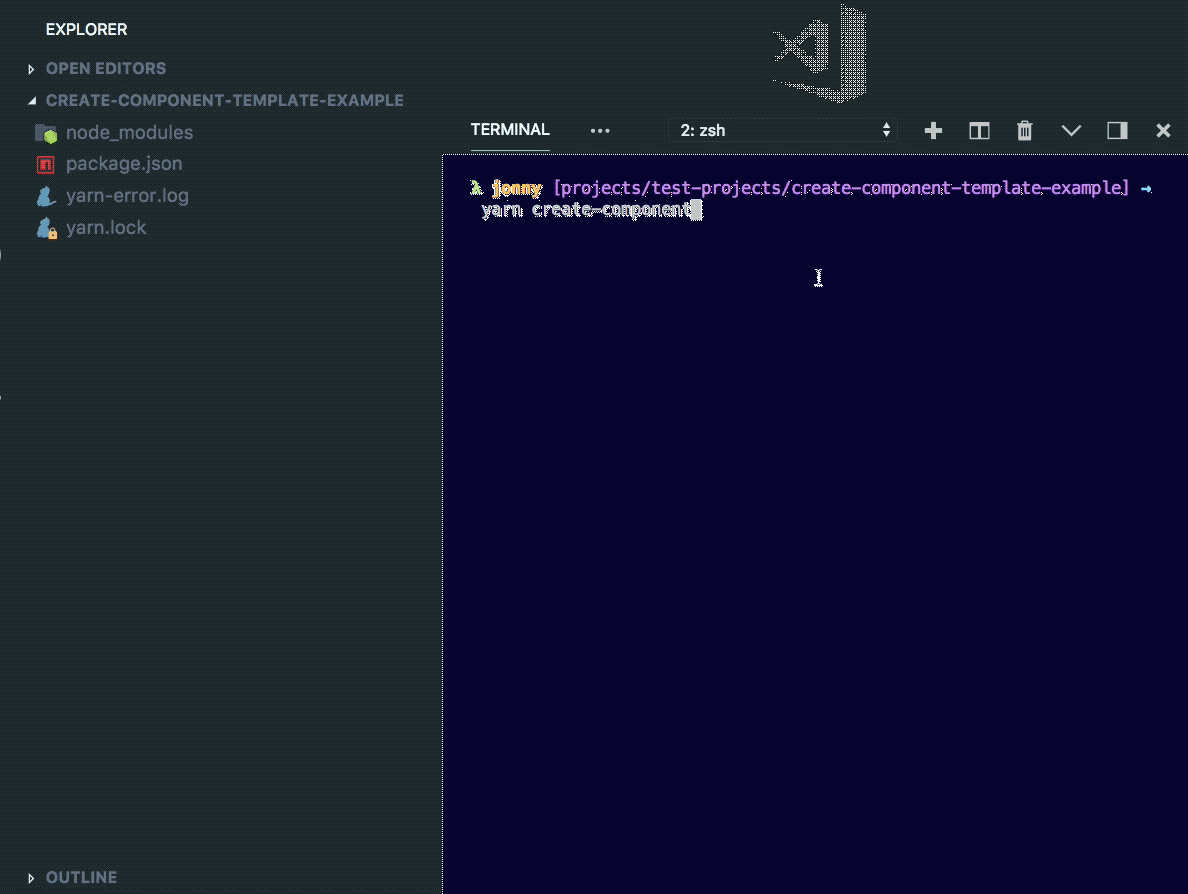 EXPLORER
OPEN EDITORS
CREATE-COMPONENT-TEMPLATE-EXAMPLE
node_modules
package.json
yarn-error.log
yarn.lock
OUTLINE
TERMINAL
2: zsh
λ jonny [projects/test-projects/create-component-template-example] →
yarn create-component